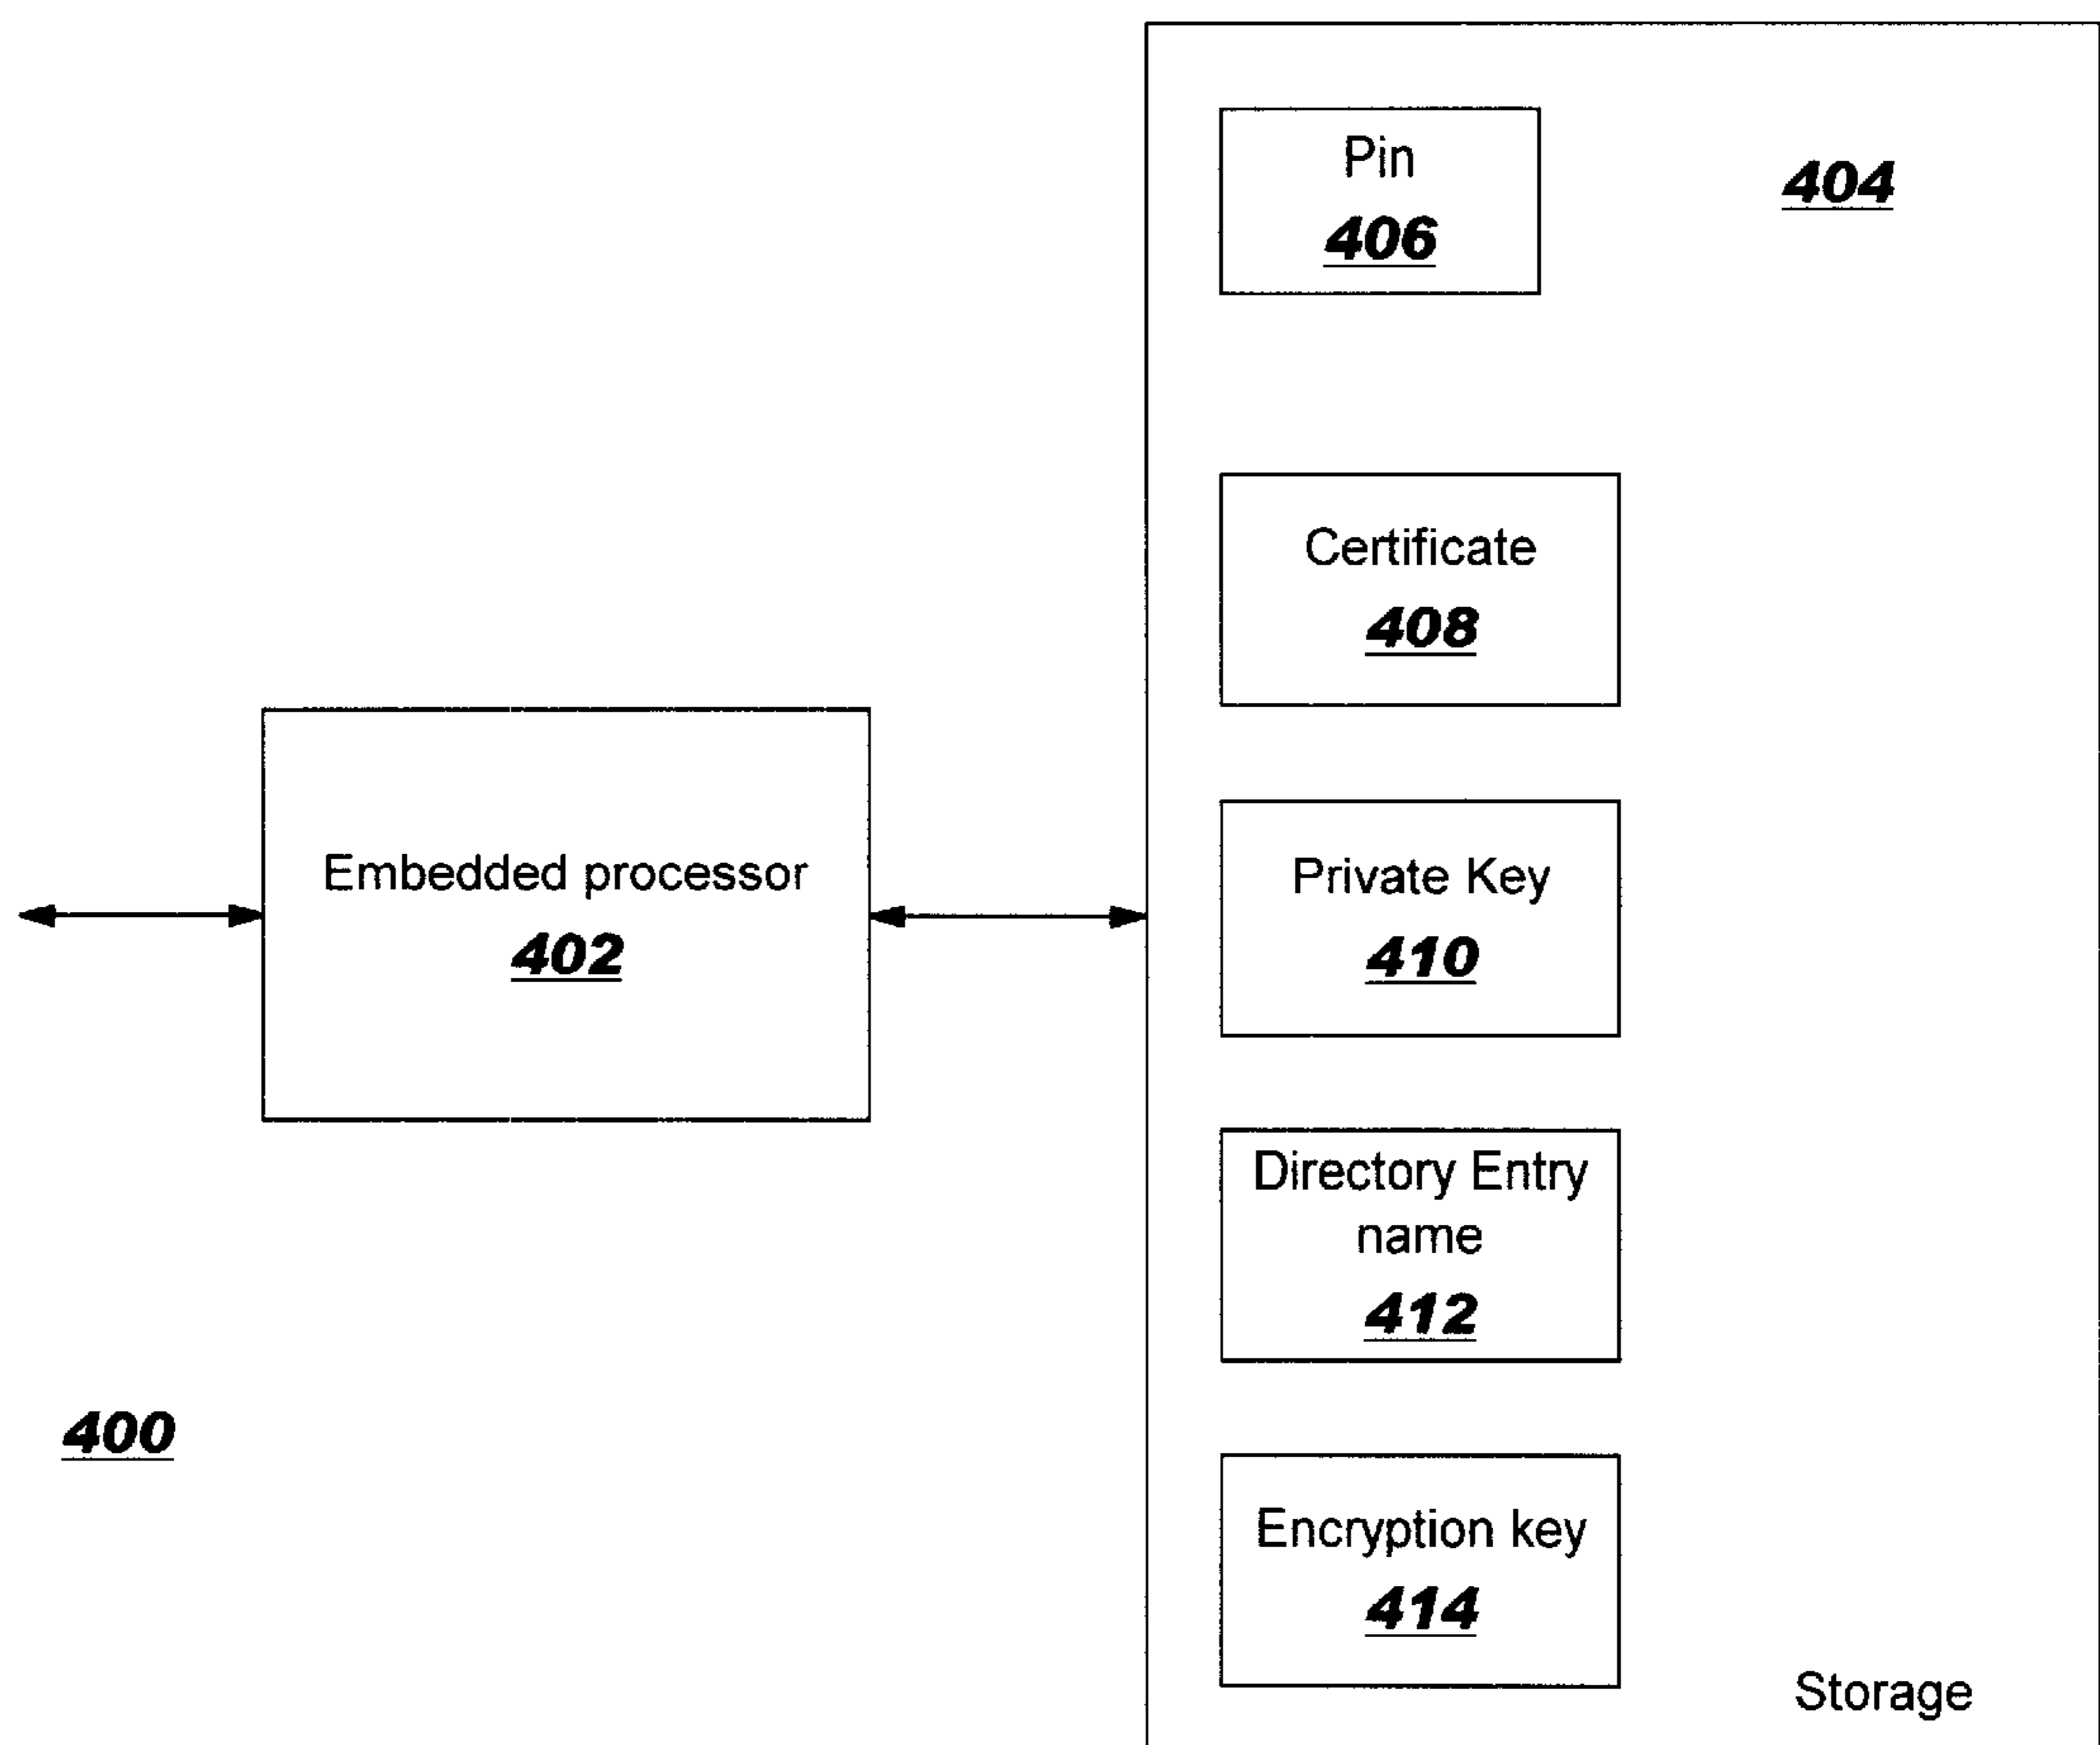 Pin
406
404
Certificate
408
Embedded processor
402
Private Key
410
Directory Entry
name
412
400
Encryption key
414
Storage